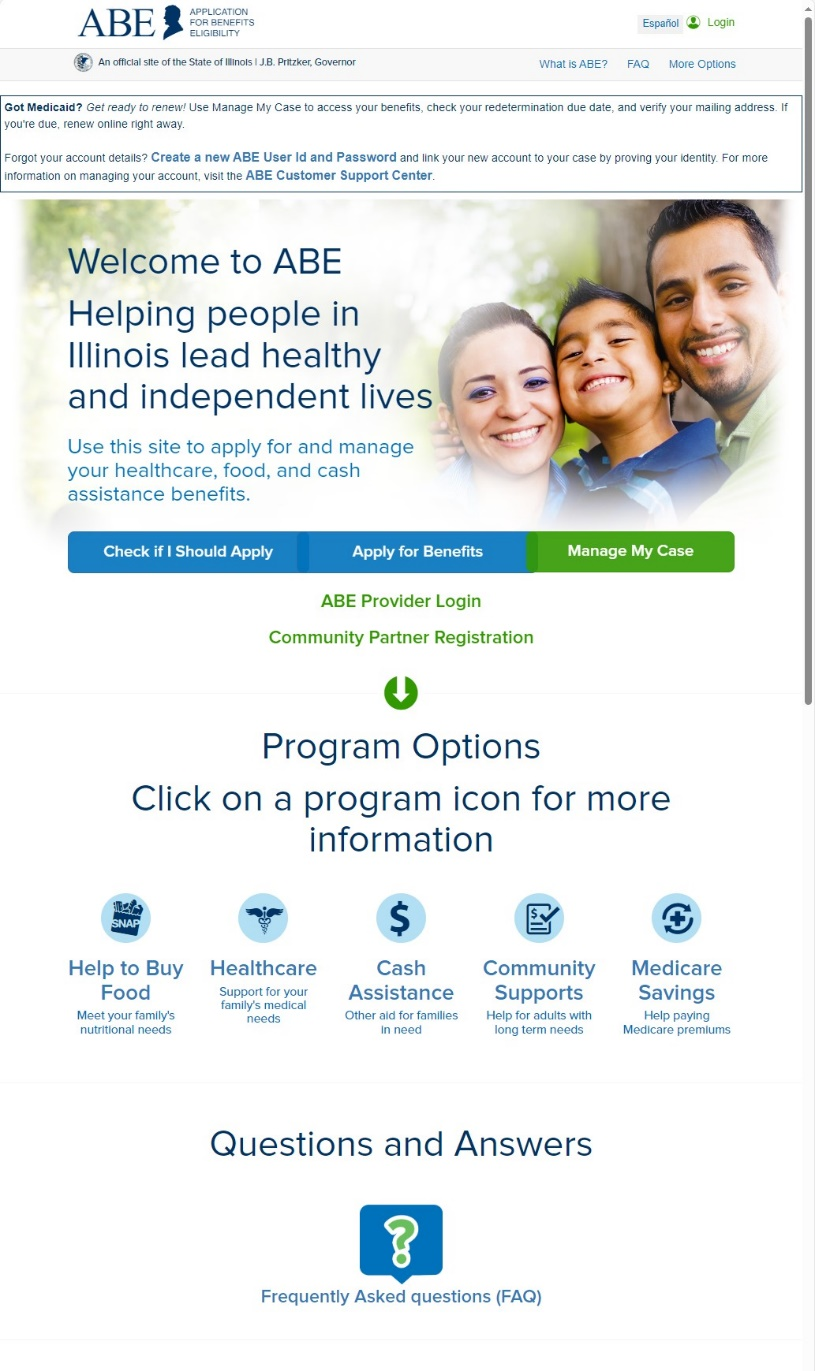 ABE
APPLICATION
FOR BENEFITS
ELIGIBILITY
Español
Login
An official site of the State of Illinois | J.B. Pritzker, Governor
What is ABE?
FAQ
More Options
Got Medicaid? Get ready to renew! Use Manage My Case to access your benefits, check your redetermination due date, and verify your mailing address. If
you're due, renew online right away.
Forgot your account details? Create a new ABE User Id and Password and link your new account to your case by proving your identity. For more
information on managing your account, visit the ABE Customer Support Center.
Welcome to ABE
Helping people in
Illinois lead healthy
and independent lives
Use this site to apply for and manage
your healthcare, food, and cash
assistance benefits.
Check if I Should Apply
Apply for Benefits
Manage My Case
ABE Provider Login
Community Partner Registration
Program Options
Click on a program icon for more
information
SNAP
Help to Buy
Food
Meet your family's
nutritional needs
Healthcare
Support for your
family's medical
needs
$
Cash
Assistance
Other aid for families
in need
$
Community
Supports
Help for adults with
long term needs
Medicare
Savings
Help paying
Medicare premiums
Questions and Answers
?
Frequently Asked questions (FAQ)